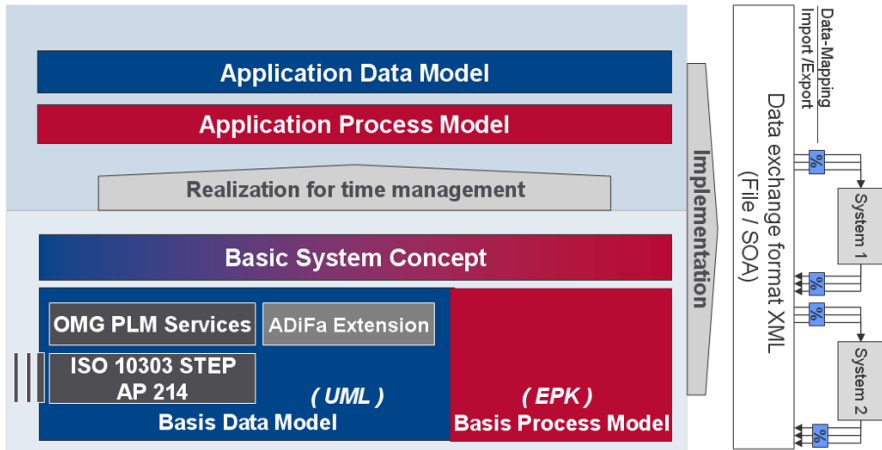 Application Data Model
Application Process Model
Realization for time management
Basic System Concept
OMG PLM Services
ADiFa Extension
ISO 10303 STEP
AP 214
( UML )
Basis Data Model
( EPK )
Basis Process Model
Implementation
Data exchange format XML
(File / SOA)
Data-Mapping
Import /Export
%
System 1
%
%
System 2
%